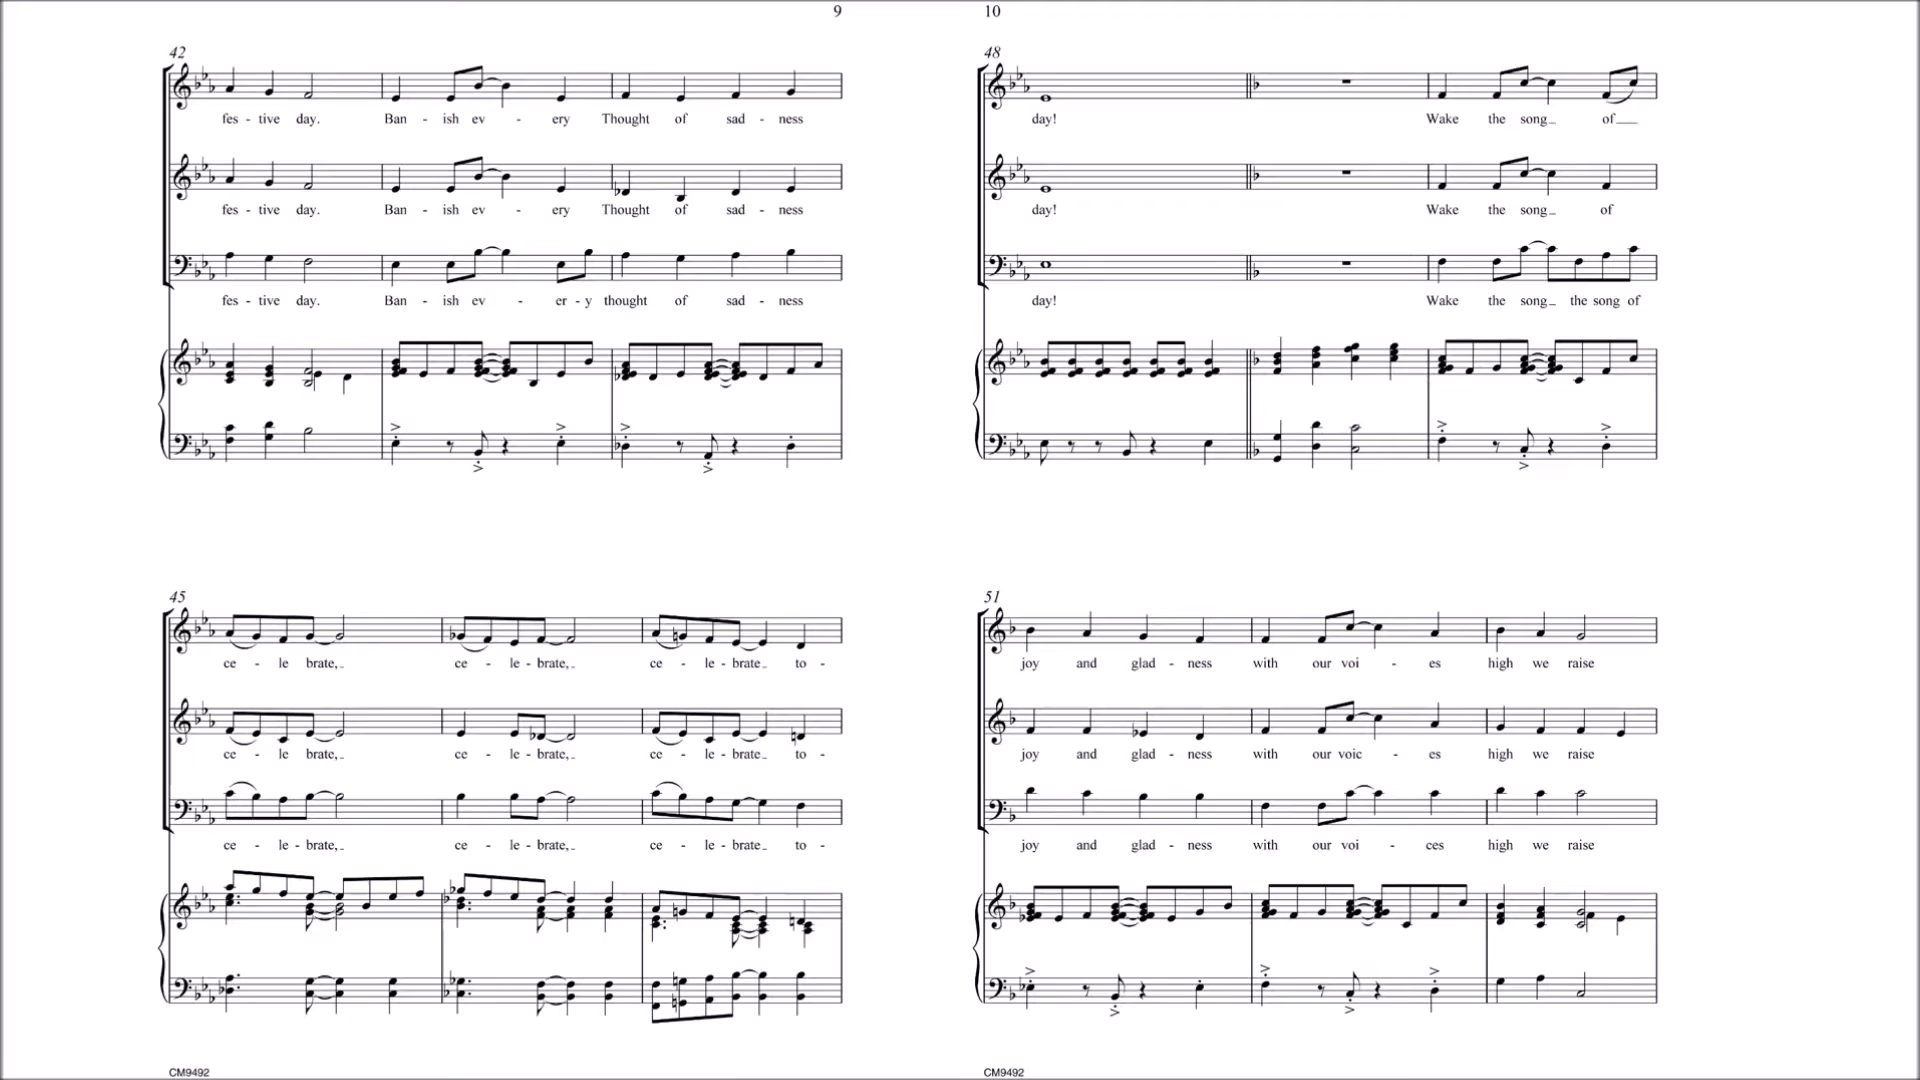 9
42
fes - tive day. Ban - ish ev - ery Thought of sad - ness
fes - tive day. Ban - ish ev - ery Thought of sad - ness
fes - tive day. Ban - ish ev - er - y thought of sad - ness
45
ce - le brate, ce - le - brate, ce - le - brate to -
ce - le brate, ce - le - brate, ce - le - brate to -
ce - le - brate, ce - le - brate, ce - le - brate to -
CM9492
10
48
day! Wake the song of
day! Wake the song of
day! Wake the song the song of
51
joy and glad - ness with our voi - es high we raise
joy and glad - ness with our voic - es high we raise
joy and glad - ness with our voi - ces high we raise
CM9492